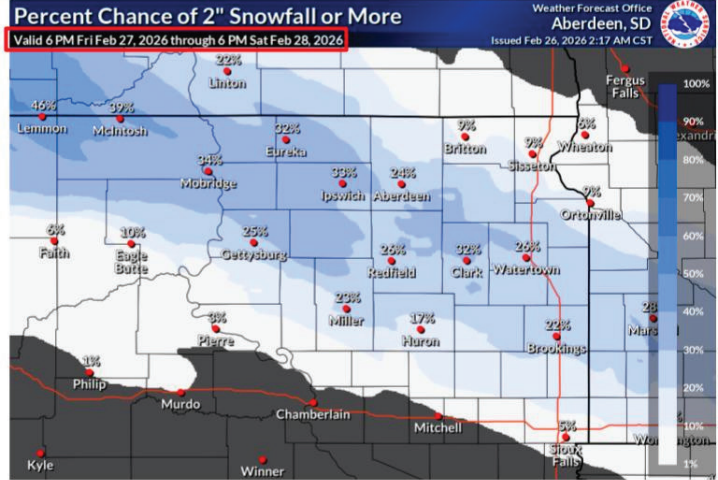 Percent Chance of 2" Snowfall or More
Valid 6 PM Fri Feb 27, 2026 through 6 PM Sat Feb 28, 2026
Weather Forecast Office
Aberdeen, SD
Issued Feb 26, 2026 2:17 AM CST
22%
Linton
Fergus
Falls
100%
46%
Lemmon
39%
McIntosh
32%
Eureka
9%
Britton
9%
Sisseton
6%
Wheaton
90%
80%
34%
Mobridge
33%
Ipswich
24%
Aberdeen
9%
Ortonville
70%
60%
6%
Faith
10%
Eagle
Butte
25%
Gettysburg
26%
Redfield
32%
Clark
26%
Watertown
50%
40%
3%
Pierre
23%
Miller
17%
Huron
22%
Brookings
28
Mars
30%
20%
1%
Philip
Murdo
Chamberlain
Mitchell
5%
Sioux
Falls
10%
1%
Kyle
Winner